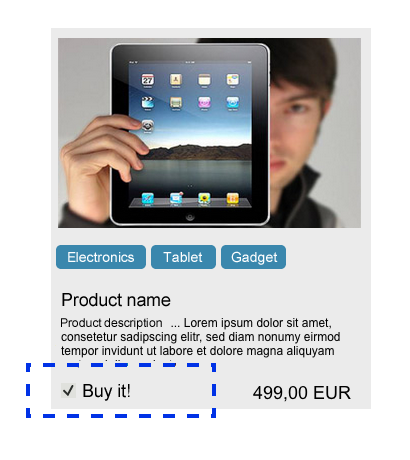 Electronics Tablet Gadget
Product name
Product description ... Lorem ipsum dolor sit amet,
consetetur sadipscing elitr, sed diam nonumy eirmod
tempor invidunt ut labore et dolore magna aliquyam
Buy it! 499,00 EUR